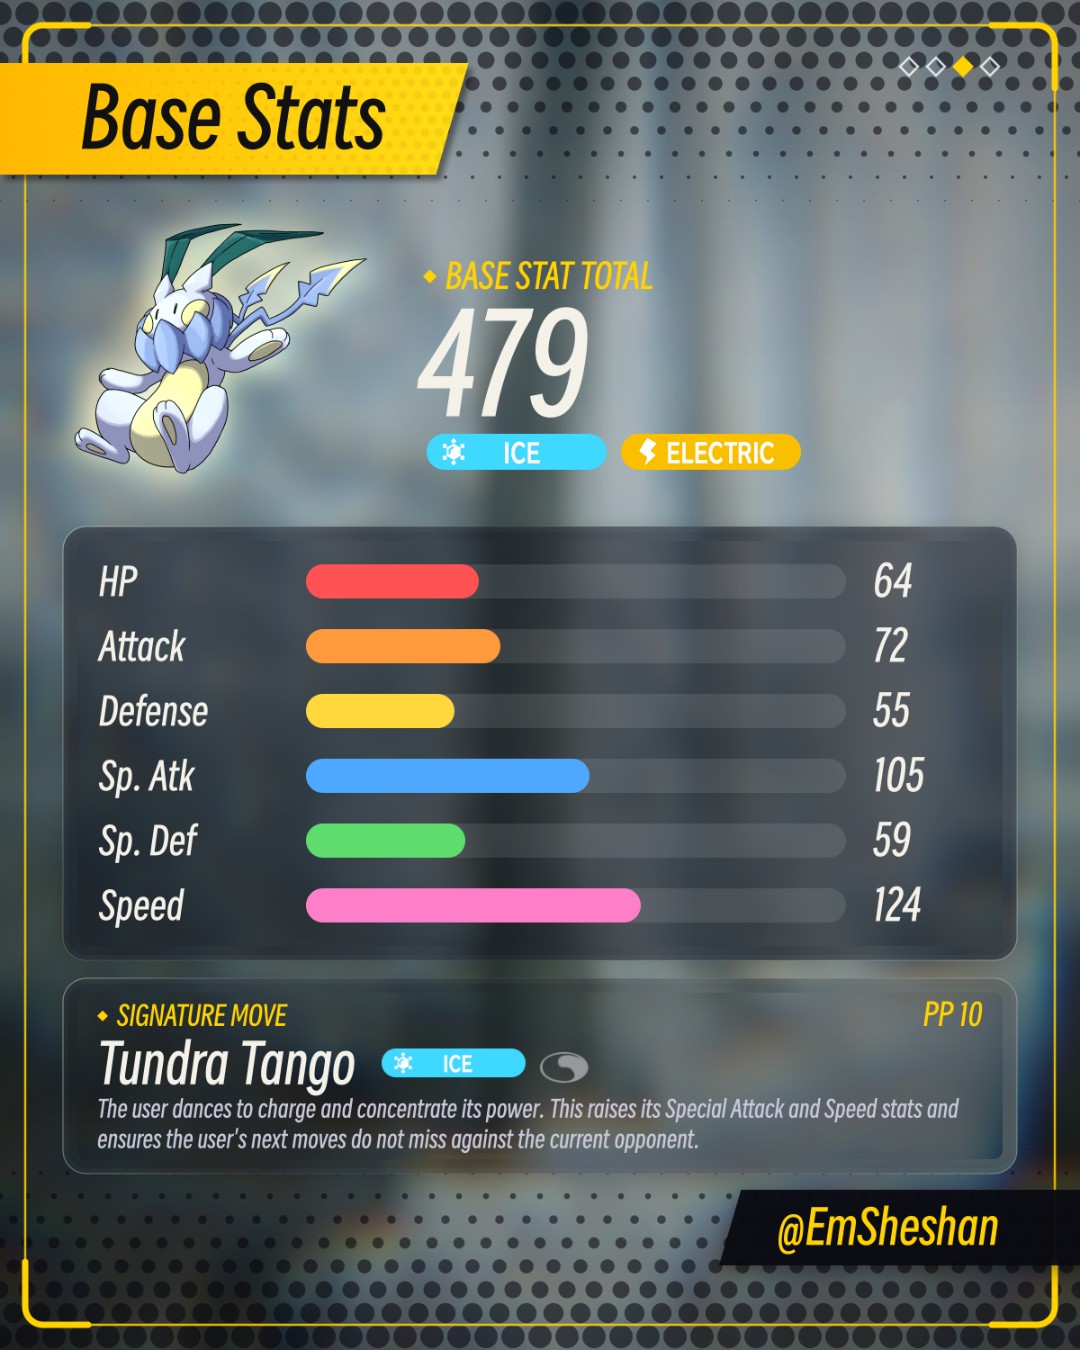 Base Stats
BASE STAT TOTAL
479
ICE ELECTRIC
HP 64
Attack 72
Defense 55
Sp. Atk 105
Sp. Def 59
Speed 124
SIGNATURE MOVE PP 10
Tundra Tango ICE
The user dances to charge and concentrate its power. This raises its Special Attack and Speed stats and
ensures the user's next moves do not miss against the current opponent.
@EmSheshan